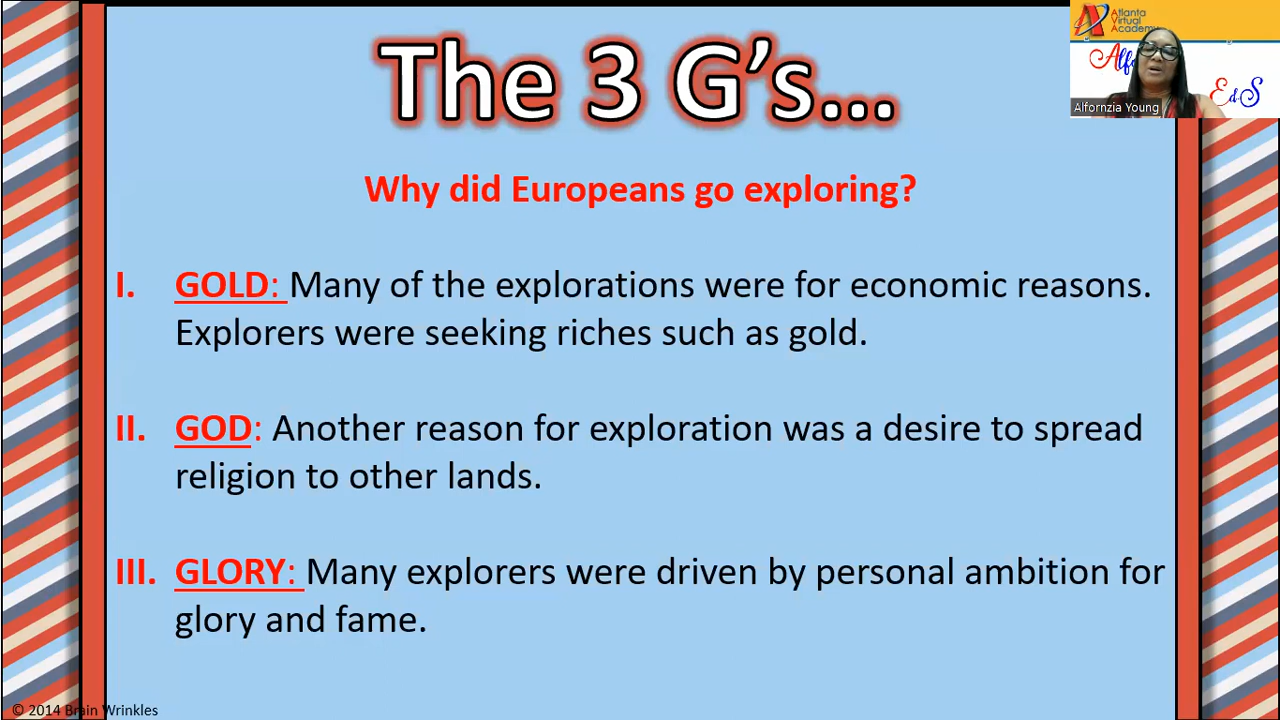 The 3 G's...
Atlanta
Virtual
Academy
Alf
EdS
Alfornzia Young
Why did Europeans go exploring?
I. GOLD: Many of the explorations were for economic reasons.
Explorers were seeking riches such as gold.
II. GOD: Another reason for exploration was a desire to spread
religion to other lands.
III. GLORY: Many explorers were driven by personal ambition for
glory and fame.
© 2014 Brain Wrinkles